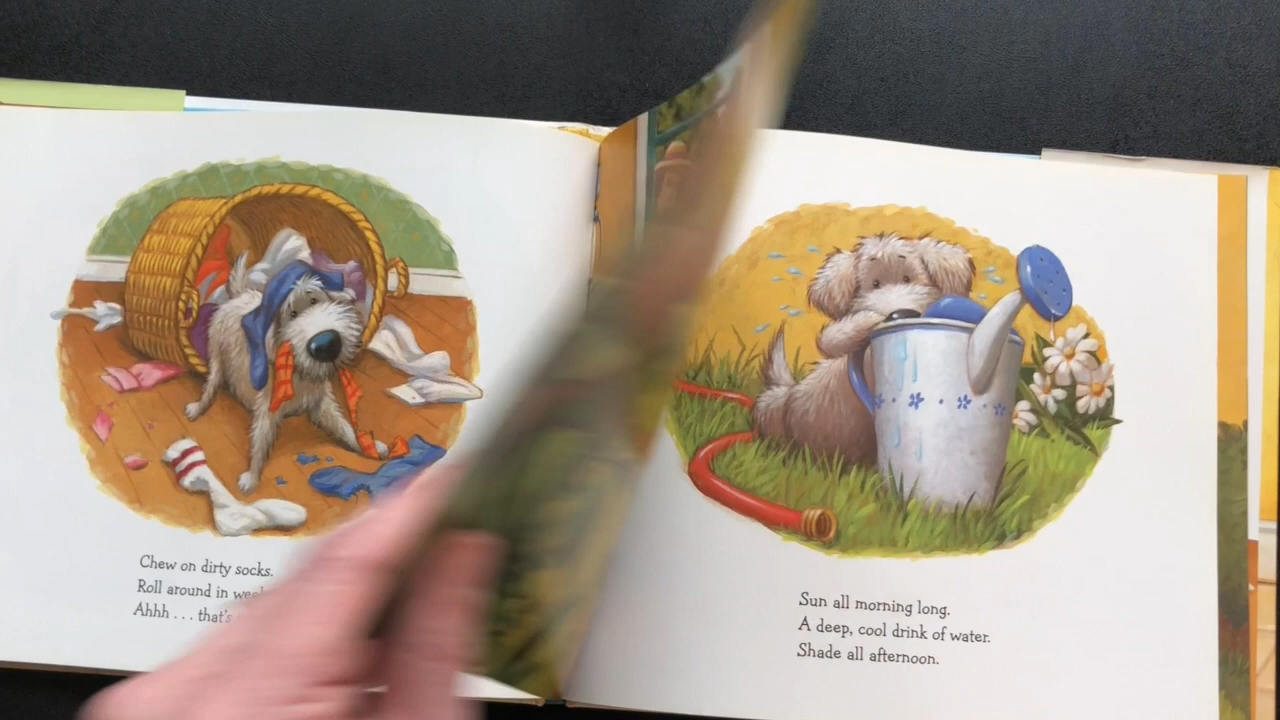 Chew on dirty socks.
Roll around in
Ahhh . . . that's
Sun all morning long.
A deep, cool drink of water.
Shade all afternoon.